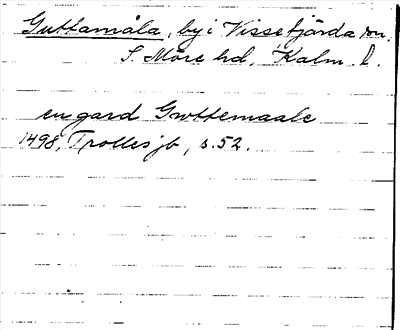 Guttamåla, by i Vissefjärda sn.
S. Möre hd, Kalm. l.
en gard Gwttemaale
1498, Trolles jb, s. 52.